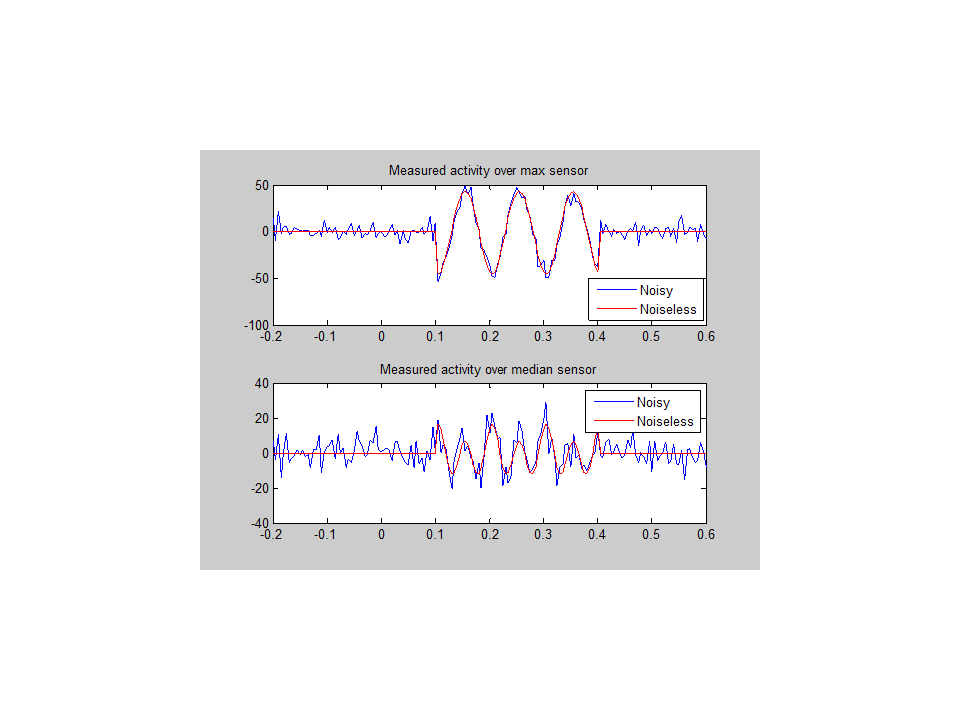 Measured activity over max sensor
50
0
-50
-100
-0.2 -0.1 0 0.1 0.2 0.3 0.4 0.5 0.6
Noisy
Noiseless
Measured activity over median sensor
40
20
0
-20
-40
-0.2 -0.1 0 0.1 0.2 0.3 0.4 0.5 0.6
Noisy
Noiseless